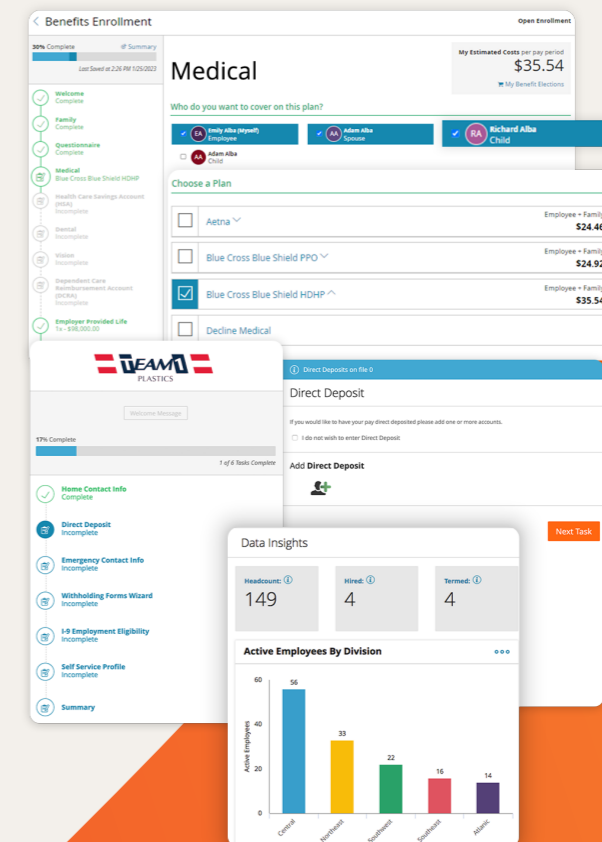 Benefits Enrollment
Open Enrollment
30% Complete
Summary
Last Saved at 2:26 PM 1/25/2023
Welcome
Complete
Family
Complete
Questionnaire
Complete
Medical
Blue Cross Blue Shield HDHP
Health Care Savings Account
(HSA)
Incomplete
Dental
Incomplete
Vision
Incomplete
Dependent Care
Reimbursement Account
(DCRA)
Incomplete
Employer Provided Life
1x - $98,000.00
Medical
My Estimated Costs per pay period
$35.54
My Benefit Elections
Who do you want to cover on this plan?
EA
Emily Alba (Myself)
Employee
AA
Adam Alba
Spouse
RA
Richard Alba
Child
AA
Adam Alba
Child
Choose a Plan
Aetna
Employee + Family
$24.46
Blue Cross Blue Shield PPO
Employee + Family
$24.92
Blue Cross Blue Shield HDHP
Employee + Family
$35.54
Decline Medical
TEAM1
PLASTICS
Welcome Message
17% Complete
1 of 6 Tasks Complete
Home Contact Info
Complete
Direct Deposit
Incomplete
Emergency Contact Info
Incomplete
Withholding Forms Wizard
Incomplete
I-9 Employment Eligibility
Incomplete
Self Service Profile
Incomplete
Summary
Direct Deposits on file 0
Direct Deposit
If you would like to have your pay direct deposited please add one or more accounts.
I do not wish to enter Direct Deposit
Add Direct Deposit
Next Task
Data Insights
Headcount:
149
Hired:
4
Termed:
4
Active Employees By Division
Active Employees
60
40
20
0
56
33
22
16
14
Central
Northeast
Southwest
Southeast
Atlanic